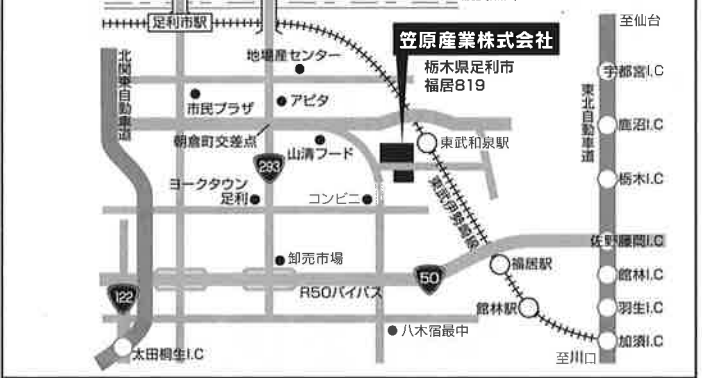 足利市駅
至仙台
笠原産業株式会社
地場産センター
栃木県足利市
福居819
宇都宮I.C
北関東自動車道
市民プラザ
アピタ
東北自動車道
鹿沼I.C
朝倉町交差点
山清フード
東武和泉駅
293
栃木I.C
ヨークタウン
足利
コンビニ
東武伊勢崎線
佐野藤岡I.C
卸売市場
福居駅
50
館林I.C
122
R50バイパス
館林駅
羽生I.C
八木宿最中
加須I.C
太田桐生I.C
至川口